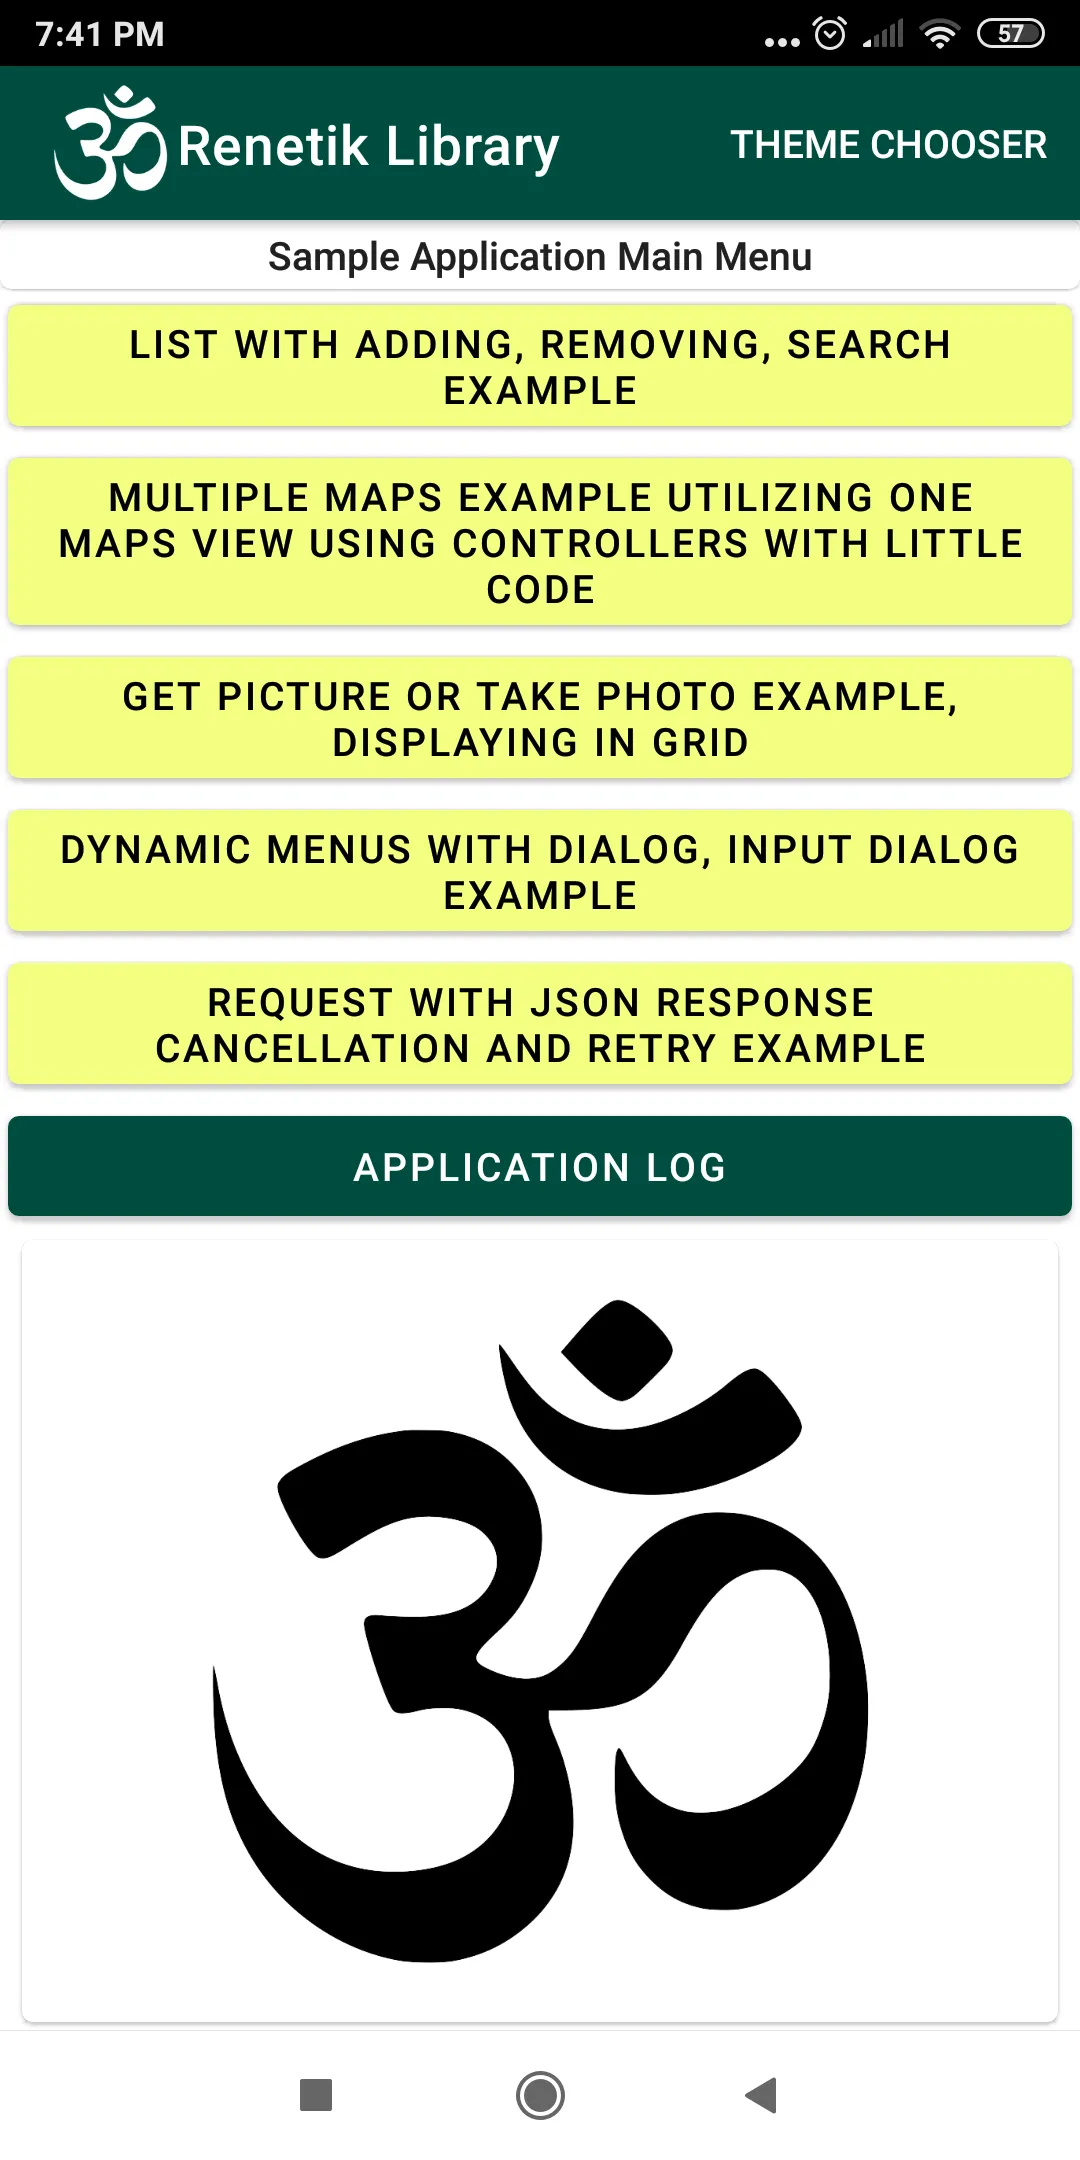 7:41 PM
57
ॐ Renetik Library
THEME CHOOSER
Sample Application Main Menu
LIST WITH ADDING, REMOVING, SEARCH
EXAMPLE
MULTIPLE MAPS EXAMPLE UTILIZING ONE
MAPS VIEW USING CONTROLLERS WITH LITTLE
CODE
GET PICTURE OR TAKE PHOTO EXAMPLE,
DISPLAYING IN GRID
DYNAMIC MENUS WITH DIALOG, INPUT DIALOG
EXAMPLE
REQUEST WITH JSON RESPONSE
CANCELLATION AND RETRY EXAMPLE
APPLICATION LOG
ॐ